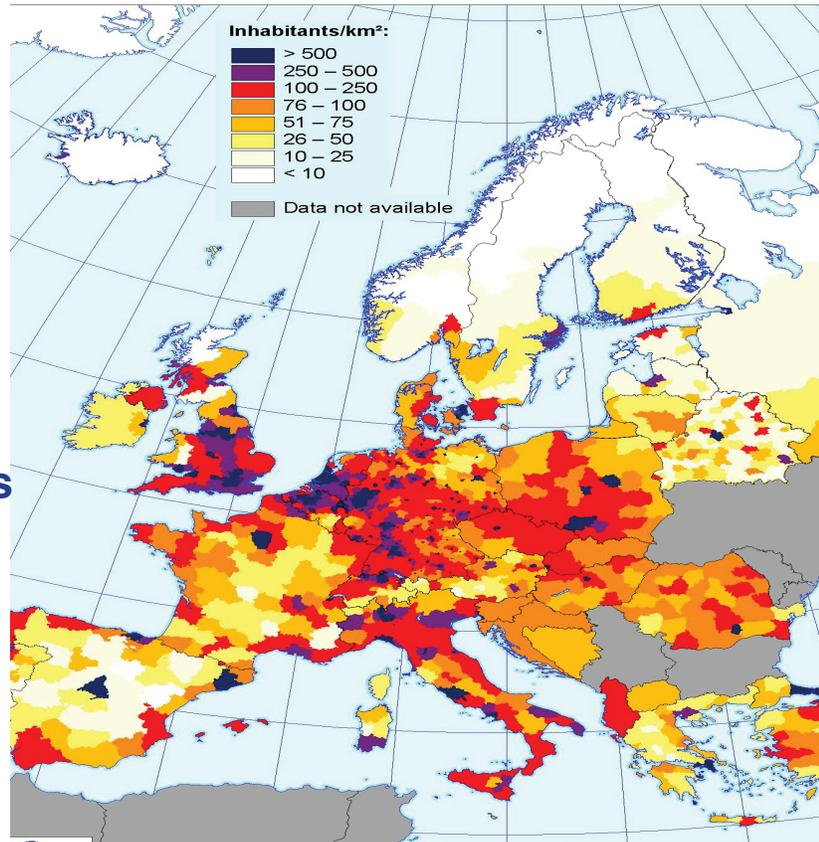 Inhabitants/km²:
> 500
250 – 500
100 – 250
76 – 100
51 – 75
26 – 50
10 – 25
< 10
Data not available
s